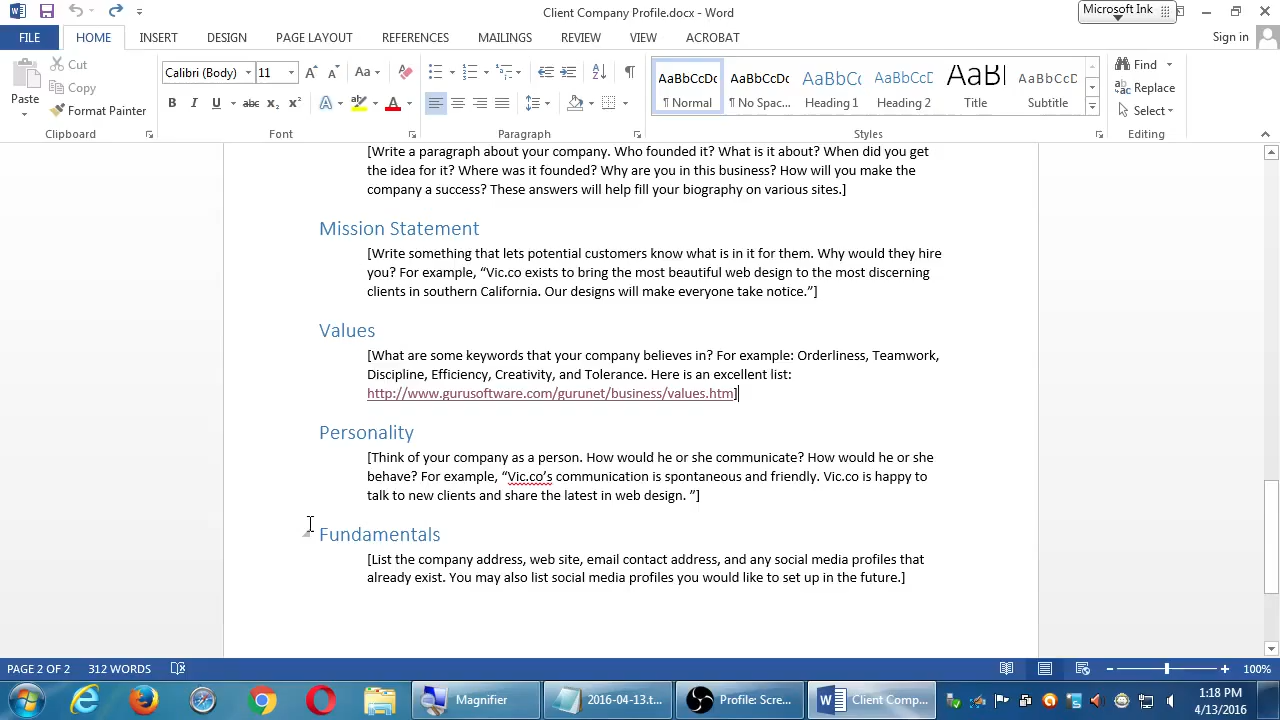 Client Company Profile.docx - Word
Microsoft Ink
FILE
HOME
INSERT
DESIGN
PAGE LAYOUT
REFERENCES
MAILINGS
REVIEW
VIEW
ACROBAT
Sign in
Paste
Cut
Copy
Format Painter
Clipboard
Calibri (Body)
11
Font
Paragraph
AaBbCcDc
¶ Normal
AaBbCcDc
¶ No Spac...
AaBbCc
Heading 1
AaBbCcD
Heading 2
AaB
Title
AaBbCcD
Subtitle
Styles
Find
Replace
Select
Editing
[Write a paragraph about your company. Who founded it? What is it about? When did you get
the idea for it? Where was it founded? Why are you in this business? How will you make the
company a success? These answers will help fill your biography on various sites.]
Mission Statement
[Write something that lets potential customers know what is in it for them. Why would they hire
you? For example, “Vic.co exists to bring the most beautiful web design to the most discerning
clients in southern California. Our designs will make everyone take notice.”]
Values
[What are some keywords that your company believes in? For example: Orderliness, Teamwork,
Discipline, Efficiency, Creativity, and Tolerance. Here is an excellent list:
http://www.gurusoftware.com/gurunet/business/values.htm]
Personality
[Think of your company as a person. How would he or she communicate? How would he or she
behave? For example, “Vic.co’s communication is spontaneous and friendly. Vic.co is happy to
talk to new clients and share the latest in web design. ”]
Fundamentals
[List the company address, web site, email contact address, and any social media profiles that
already exist. You may also list social media profiles you would like to set up in the future.]
PAGE 2 OF 2
312 WORDS
100%
Magnifier
2016-04-13.t...
Profile: Scre...
Client Comp...
1:18 PM
4/13/2016